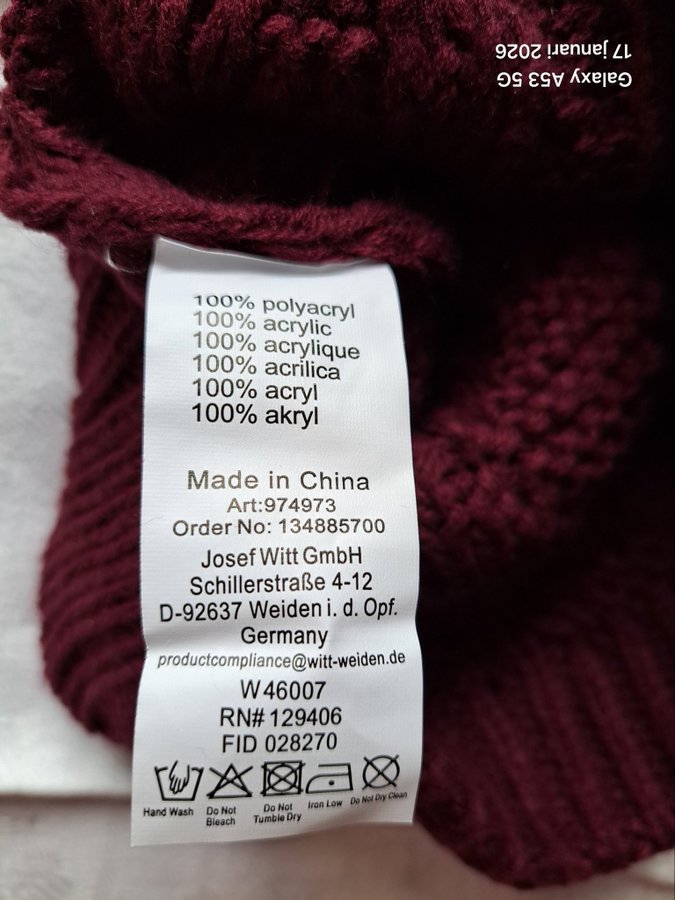 Galaxy A53 5G
17 januari 2026
100% polyacryl
100% acrylic
100% acrylique
100% acrilica
100% acryl
100% akryl
Made in China
Art:974973
Order No: 134885700
Josef Witt GmbH
Schillerstraße 4-12
D-92637 Weiden i. d. Opf.
Germany
productcompliance@witt-weiden.de
W46007
RN# 129406
FID 028270
Hand Wash
Do Not Bleach
Do Not Tumble Dry
Iron Low
Do Not Dry Clean